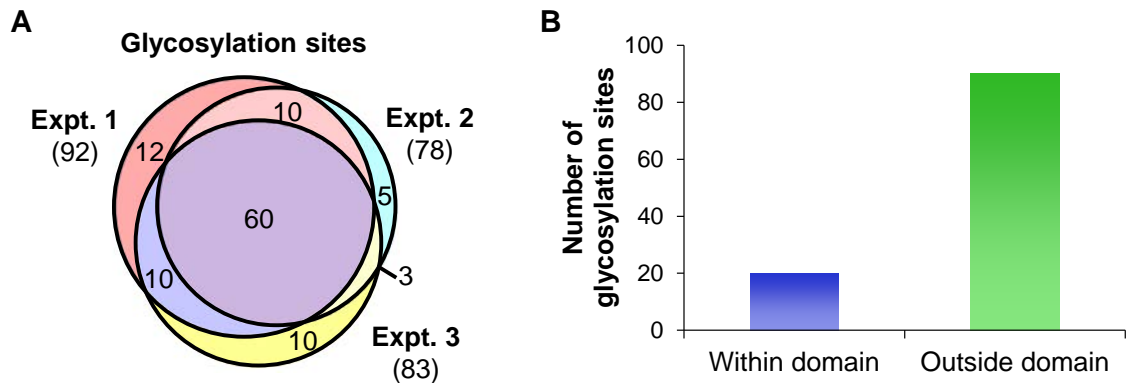 A
Glycosylation sites
Expt. 1
(92)
12
10
Expt. 2
(78)
5
60
10
3
10
Expt. 3
(83)
B
Number of
glycosylation sites
100
80
60
40
20
0
Within domain
Outside domain